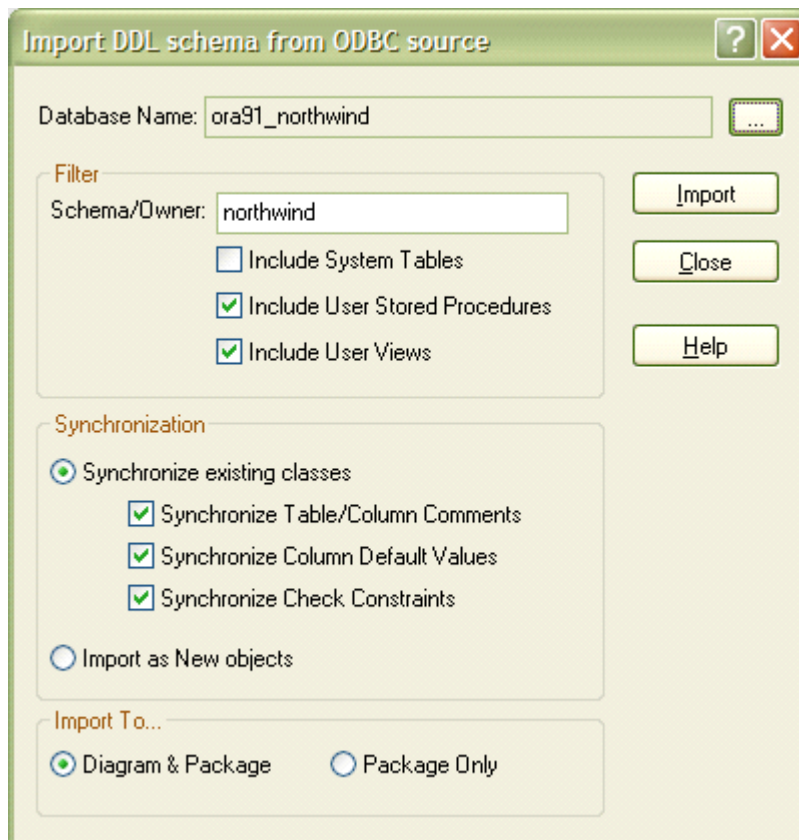 Import DDL schema from ODBC source
Database Name: ora91_northwind ...
Filter
Schema/Owner: northwind
Import
Include System Tables
Close
Include User Stored Procedures
Include User Views
Help
Synchronization
Synchronize existing classes
Synchronize Table/Column Comments
Synchronize Column Default Values
Synchronize Check Constraints
Import as New objects
Import To...
Diagram & Package Package Only